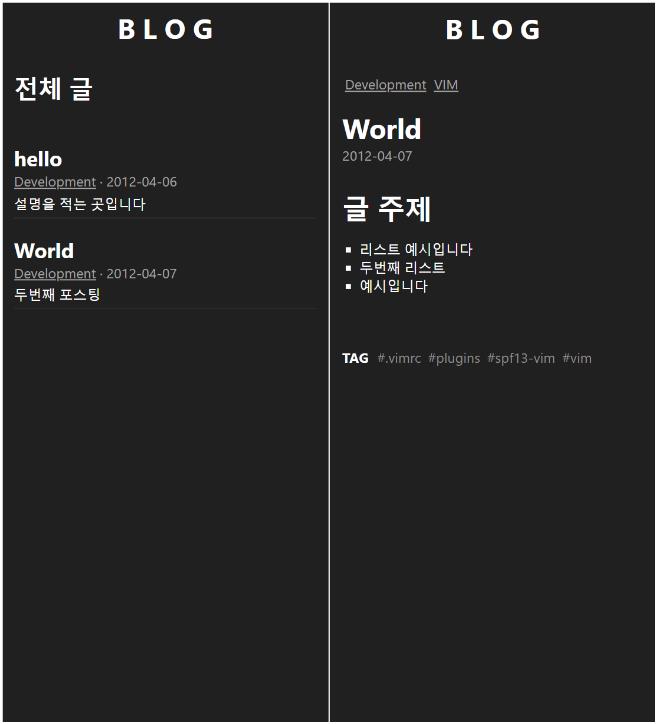 BLOG
전체 글
hello
Development · 2012-04-06
설명을 적는 곳입니다
World
Development · 2012-04-07
두번째 포스팅
BLOG
Development VIM
World
2012-04-07
글 주제
리스트 예시입니다
두번째 리스트
예시입니다
TAG #.vimrc #plugins #spf13-vim #vim